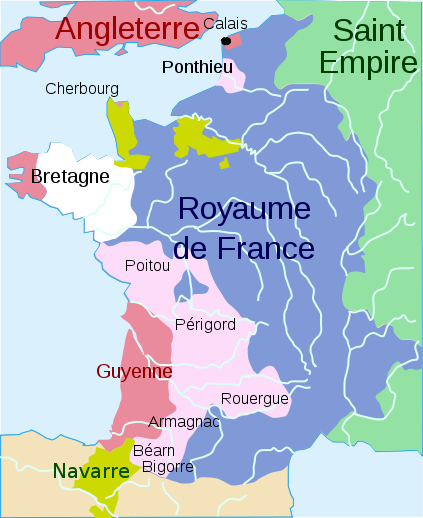 Angleterre
Calais
Saint
Empire
Ponthieu
Cherbourg
Bretagne
Royaume
de France
Poitou
Périgord
Guyenne
Rouergue
Armagnac
Béarn
Navarre
Bigorre